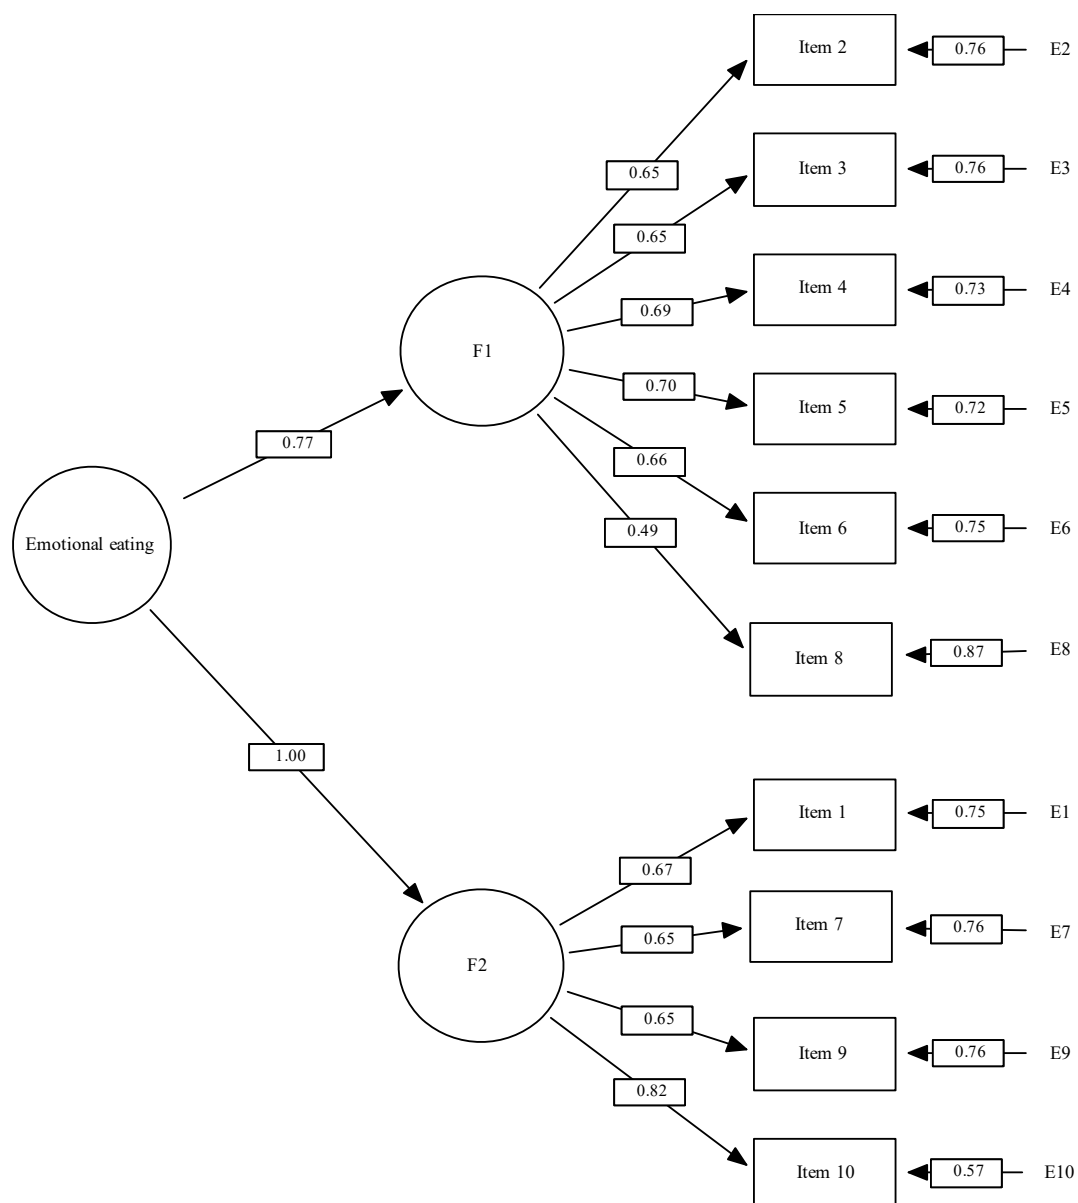 Item 2
0.76
E2
0.65
Item 3
0.76
E3
0.65
Item 4
0.73
E4
0.69
F1
0.70
Item 5
0.72
E5
0.77
0.66
Item 6
0.75
E6
0.49
Emotional eating
Item 8
0.87
E8
1.00
Item 1
0.75
E1
0.67
Item 7
0.76
E7
0.65
F2
0.65
Item 9
0.76
E9
0.82
Item 10
0.57
E10